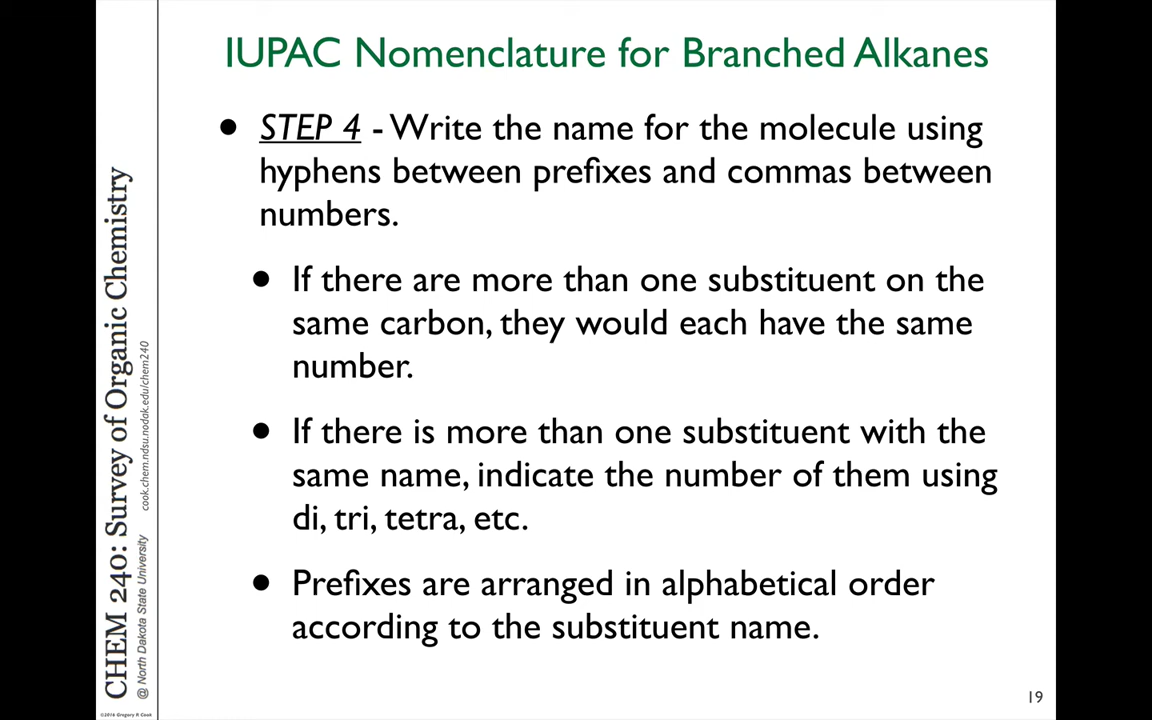 IUPAC Nomenclature for Branched Alkanes
• STEP 4 - Write the name for the molecule using
hyphens between prefixes and commas between
numbers.
• If there are more than one substituent on the
same carbon, they would each have the same
number.
• If there is more than one substituent with the
same name, indicate the number of them using
di, tri, tetra, etc.
• Prefixes are arranged in alphabetical order
according to the substituent name.
CHEM 240: Survey of Organic Chemistry
@ North Dakota State University cook.chem.ndsu.nodak.edu/chem240
©2016 Gregory R Cook
19